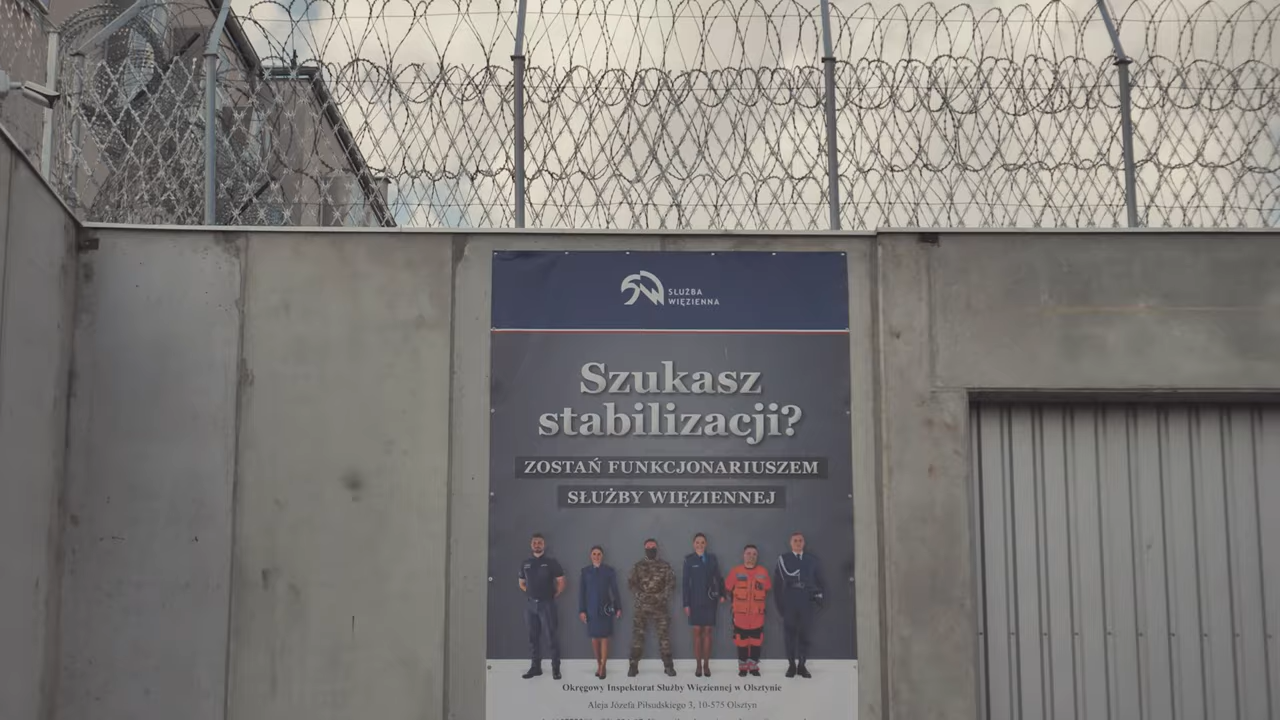 SŁUŻBA
WIĘZIENNA
Szukasz
stabilizacji?
ZOSTAŃ FUNKCJONARIUSZEM
SŁUŻBY WIĘZIENNEJ
Okręgowy Inspektorat Służby Więziennej w Olsztynie
Aleja Józefa Piłsudskiego 3, 10-575 Olsztyn